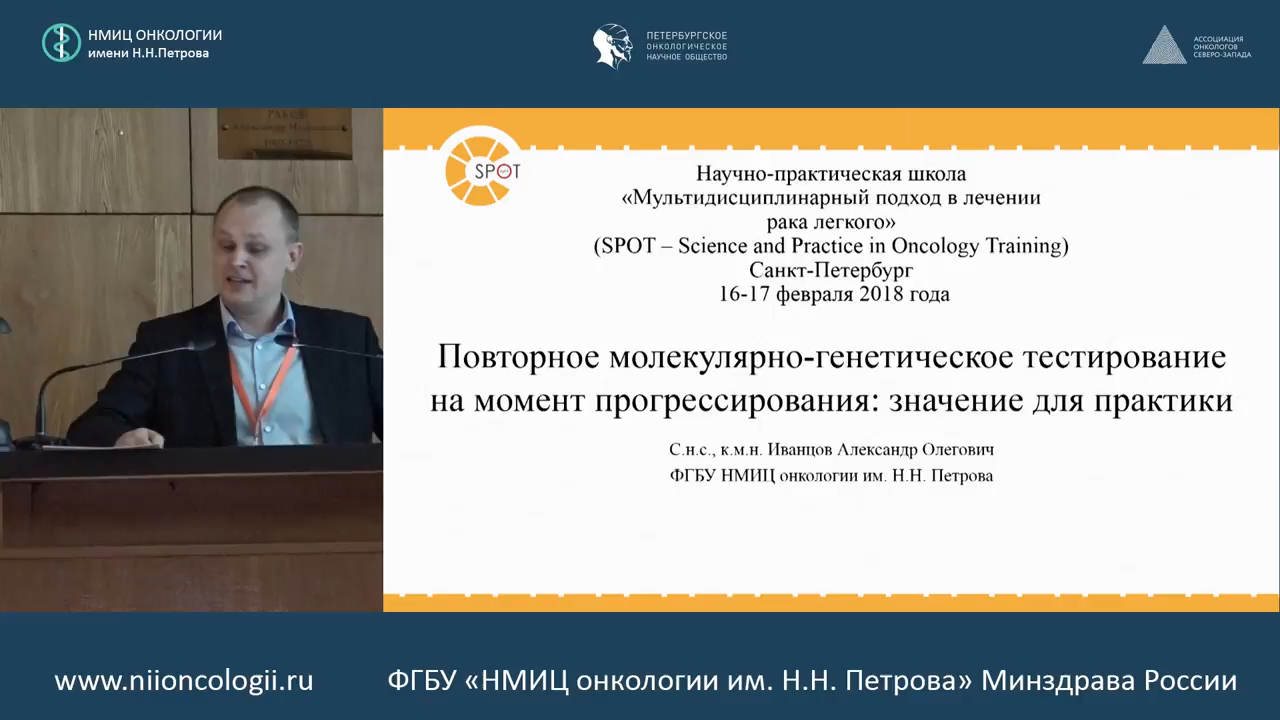 НМИЦ ОНКОЛОГИИ
имени Н.Н.Петрова
ПЕТЕРБУРГСКОЕ
ОНКОЛОГИЧЕСКОЕ
НАУЧНОЕ ОБЩЕСТВО
АССОЦИАЦИЯ
ОНКОЛОГОВ
СЕВЕРО-ЗАПАДА
SPOT
Научно-практическая школа
«Мультидисциплинарный подход в лечении
рака легкого»
(SPOT – Science and Practice in Oncology Training)
Санкт-Петербург
16-17 февраля 2018 года
Повторное молекулярно-генетическое тестирование
на момент прогрессирования: значение для практики
С.н.с., к.м.н. Иванцов Александр Олегович
ФГБУ НМИЦ онкологии им. Н.Н. Петрова
www.niioncologii.ru
ФГБУ «НМИЦ онкологии им. Н.Н. Петрова» Минздрава России